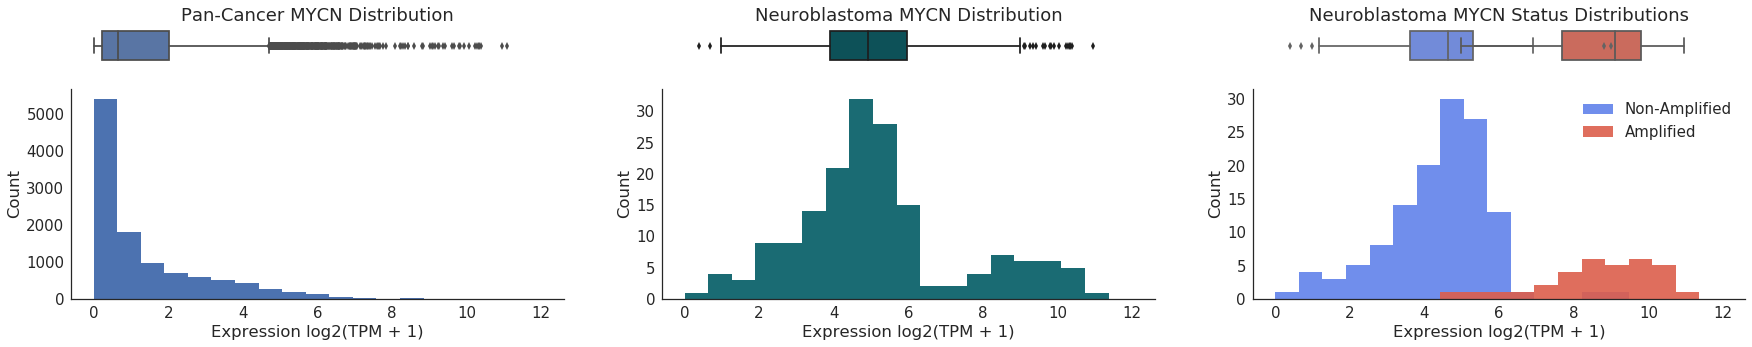 Pan-Cancer MYCN Distribution
5000
4000
3000
2000
1000
0
Count
0 2 4 6 8 10 12
Expression log2(TPM + 1)
Neuroblastoma MYCN Distribution
30
25
20
15
10
5
0
Count
0 2 4 6 8 10 12
Expression log2(TPM + 1)
Neuroblastoma MYCN Status Distributions
Non-Amplified
Amplified
30
25
20
15
10
5
0
Count
0 2 4 6 8 10 12
Expression log2(TPM + 1)